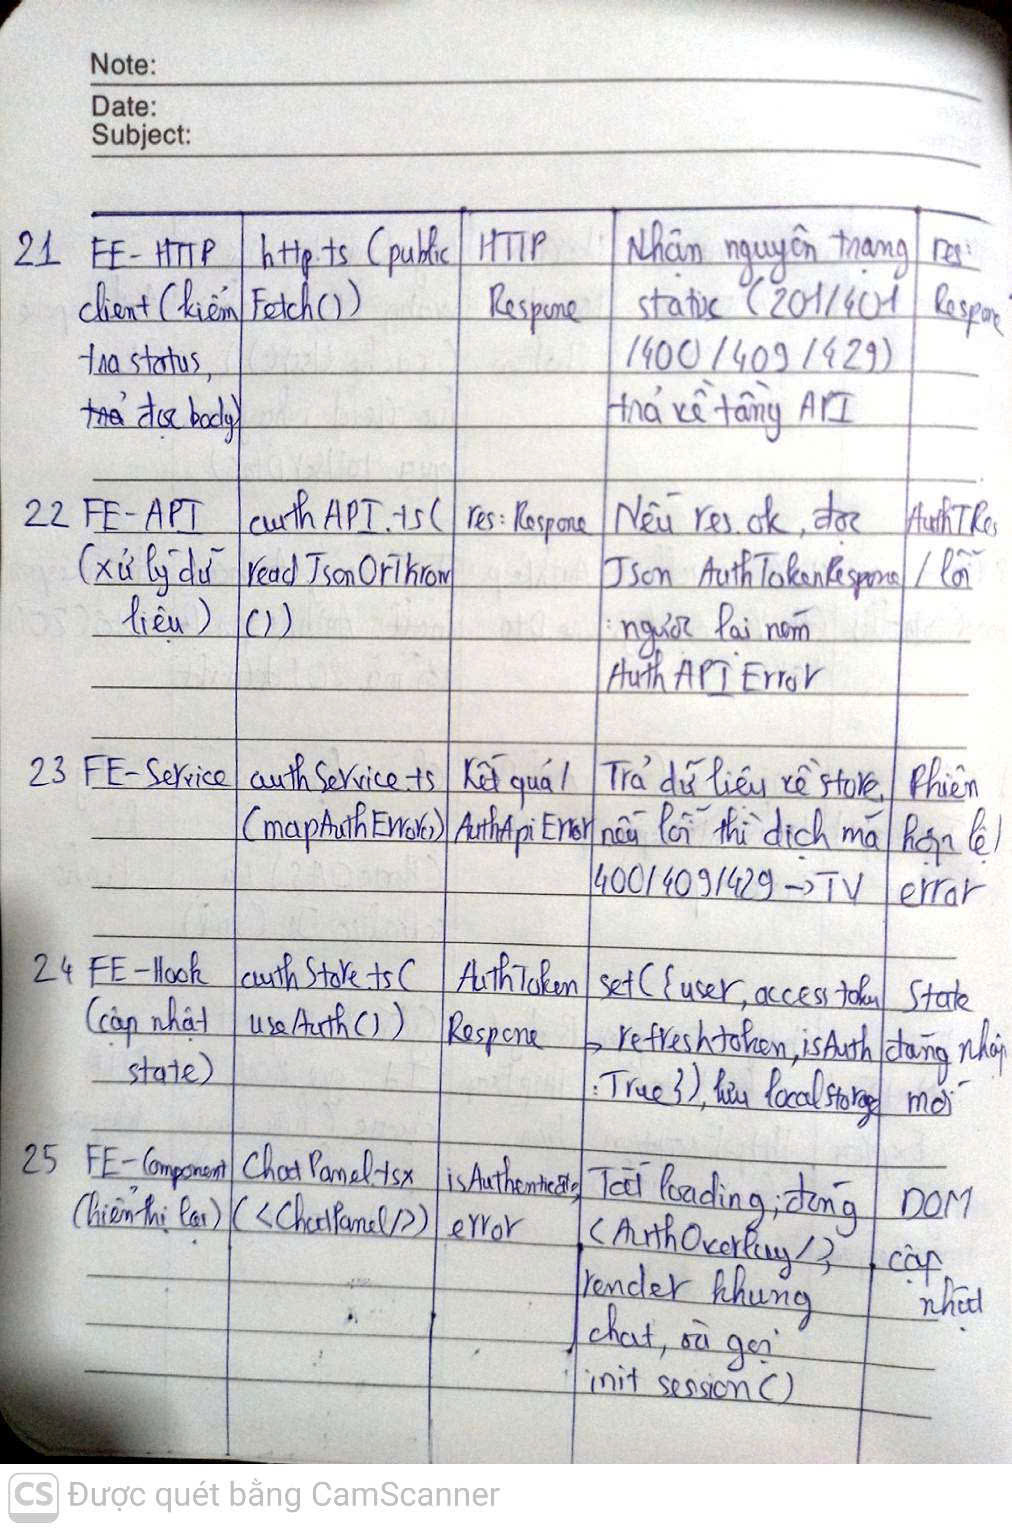 Note:
Date:
Subject:
21 FE-HTTP http.ts (public HTTP Nhận nguyên trạng res:
client (kiểm Fetch()) Respone status (201/401 Respone
tra status, /400/409/429)
trả đọc body) trả về tầng API
22 FE-API authAPI.ts( res: Respone Nếu res.ok, đọc AuthTRes
(xử lý dữ readJsonOrThrow Json AuthTokenRespone / lỗi
liệu) ()) : ngược lại ném
AuthAPIError
23 FE-Service authService.ts Kết quả/ Trả dữ liệu về store, Phiên
(mapAuthError()) AuthApiError nếu lỗi thì dịch mã hợp lệ/
400/409/429 -> TV error
24 FE-Hook authStore.ts( AuthToken set({user, access token State
(cập nhật useAuth()) Respone , refreshtoken, isAuth đăng nhập
state) : True}), lưu localStorage mới
25 FE-Component ChatPanel.tsx isAuthenticate, Tắt loading; đóng DOM
(hiển thị lại) (<ChatPanel/>) error <AuthOverlay/>, cập
render khung nhật
chat, và gọi
init session()
CS Được quét bằng CamScanner